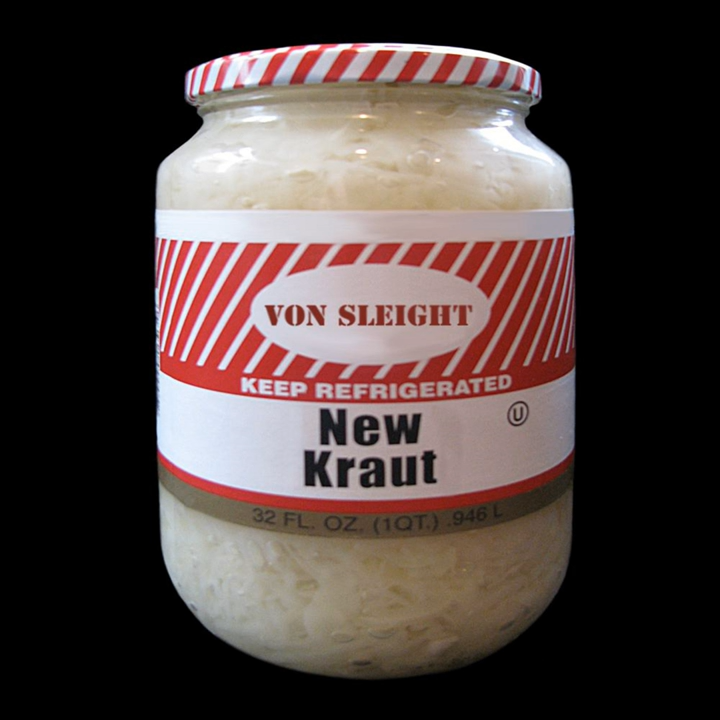 VON SLEIGHT
KEEP REFRIGERATED
New
U
Kraut
32 FL. OZ. (1QT.) .946 L